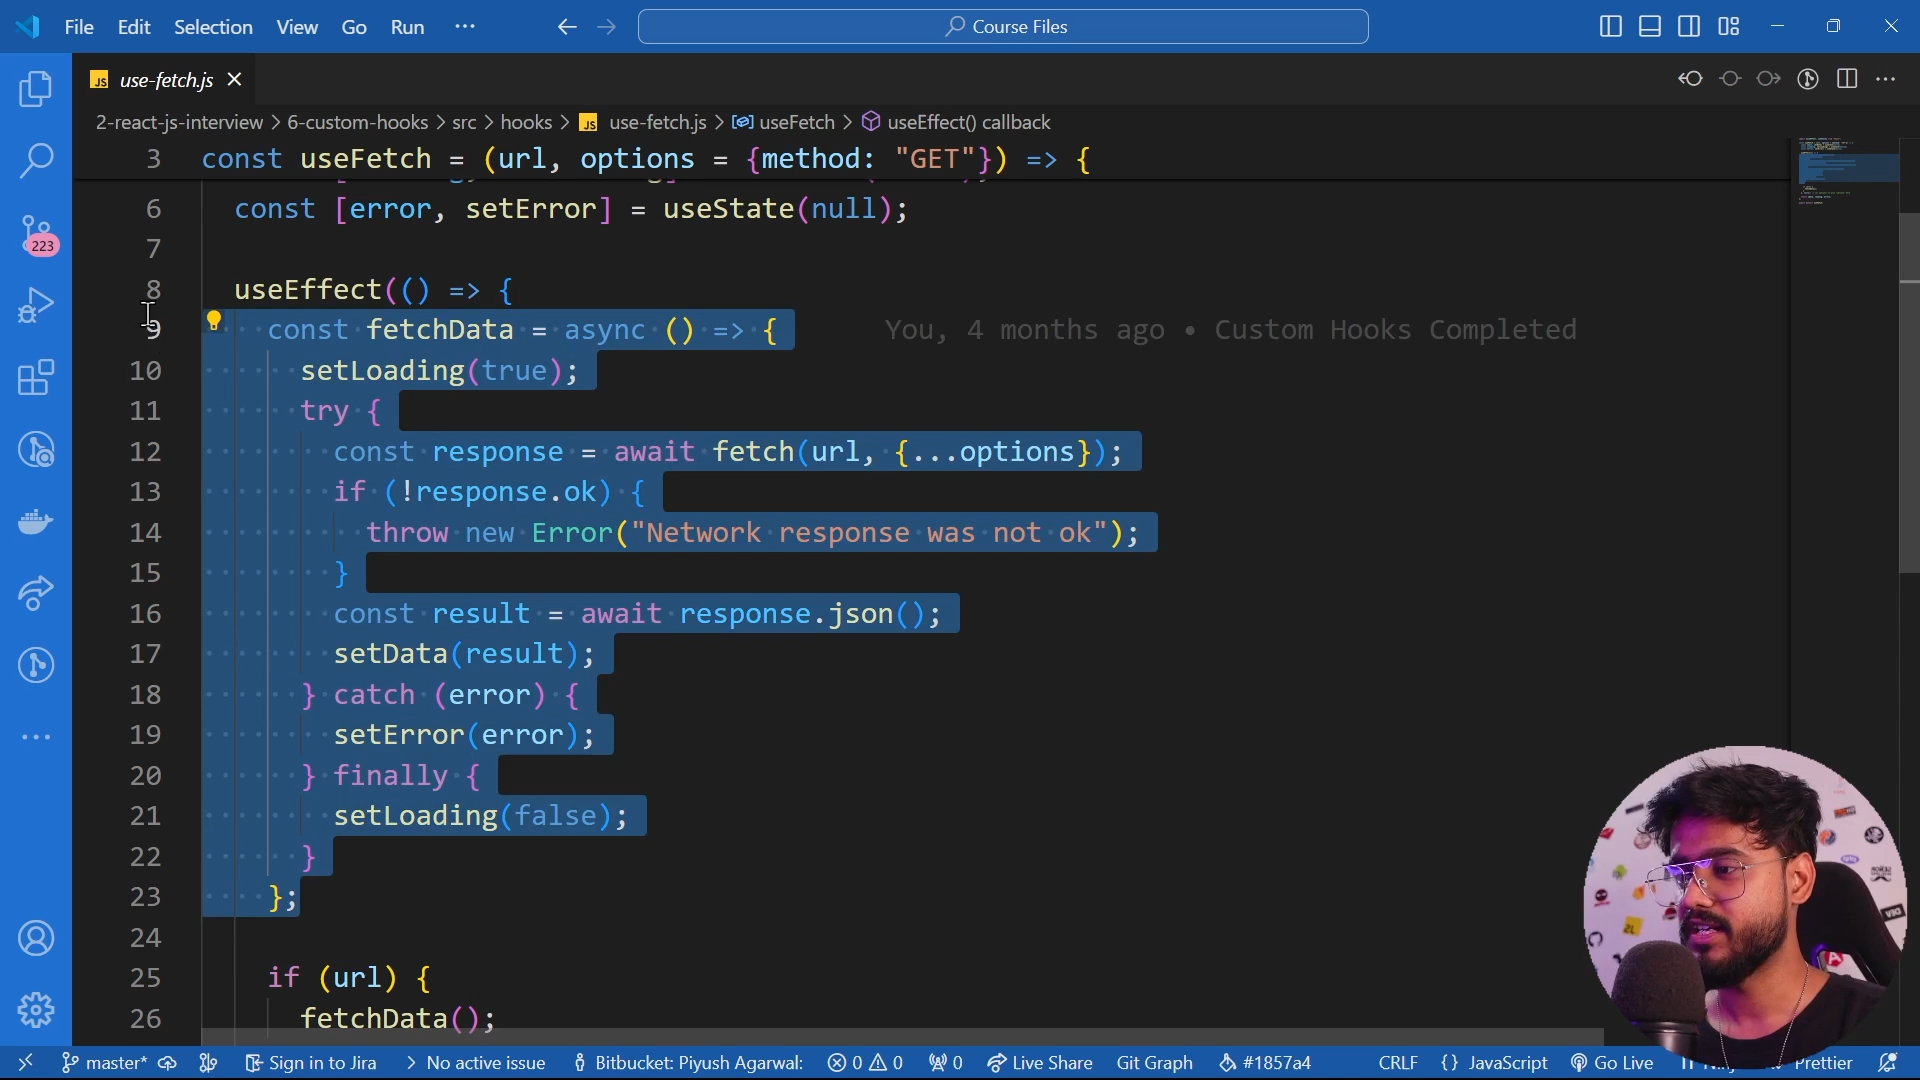 File Edit Selection View Go Run ··· Course Files
use-fetch.js
2-react-js-interview > 6-custom-hooks > src > hooks > use-fetch.js > useFetch > useEffect() callback
3 const useFetch = (url, options = {method: "GET"}) => {
6 const [error, setError] = useState(null);
7
8 useEffect(() => {
9 const fetchData = async () => { You, 4 months ago • Custom Hooks Completed
10 setLoading(true);
11 try {
12 const response = await fetch(url, {...options});
13 if (!response.ok) {
14 throw new Error("Network response was not ok");
15 }
16 const result = await response.json();
17 setData(result);
18 } catch (error) {
19 setError(error);
20 } finally {
21 setLoading(false);
22 }
23 };
24
25 if (url) {
26 fetchData();
223
master* Sign in to Jira No active issue Bitbucket: Piyush Agarwal: 0 0 0 Live Share Git Graph #1857a4 CRLF {} JavaScript Go Live Prettier